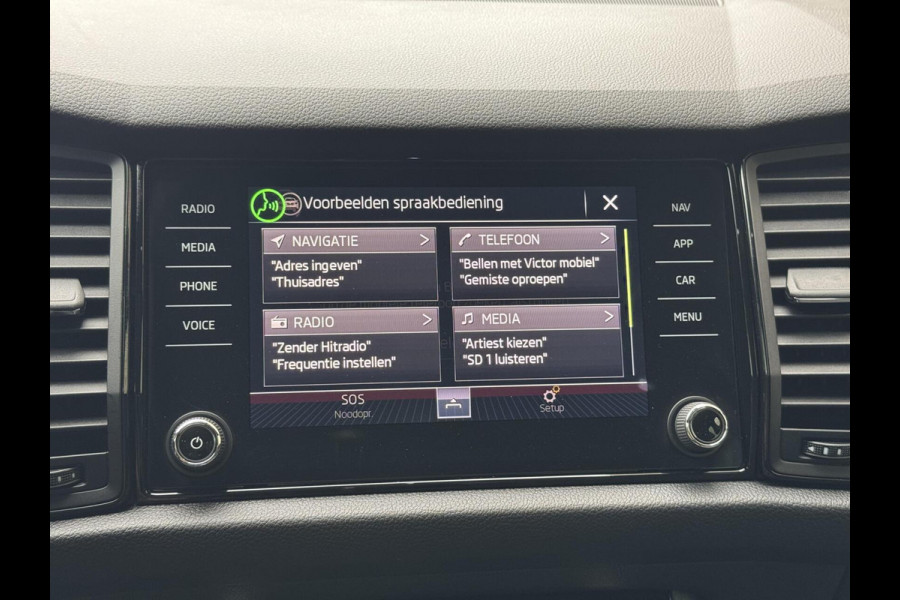 RADIO
MEDIA
PHONE
VOICE
Voorbeelden spraakbediening
NAVIGATIE
"Adres ingeven"
"Thuisadres"
TELEFOON
"Bellen met Victor mobiel"
"Gemiste oproepen"
RADIO
"Zender Hitradio"
"Frequentie instellen"
MEDIA
"Artiest kiezen"
"SD 1 luisteren"
SOS
Noodopr.
Setup
NAV
APP
CAR
MENU